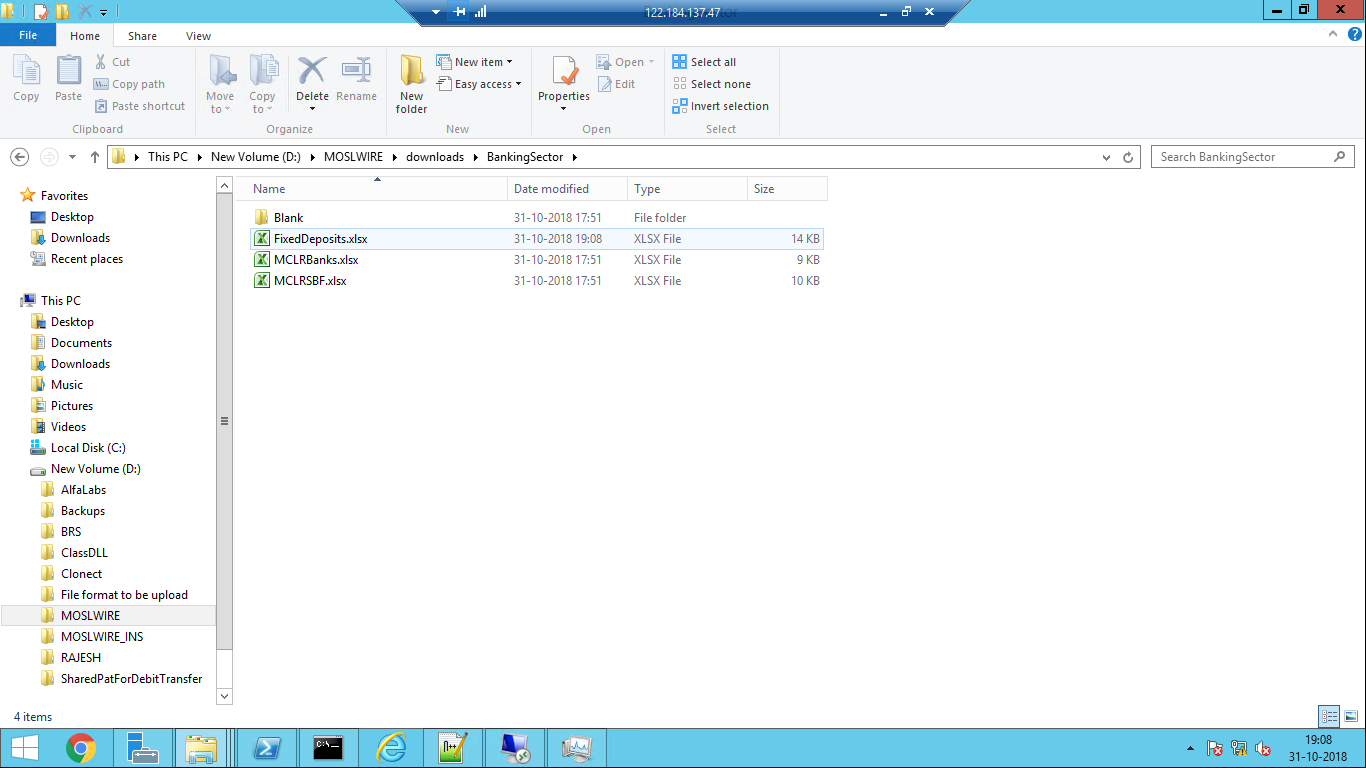 122.184.137.47
File Home Share View
Copy
Paste
Cut
Copy path
Paste shortcut
Clipboard
Move to
Copy to
Delete
Rename
Organize
New folder
New item
Easy access
New
Properties
Open
Edit
Open
Select all
Select none
Invert selection
Select
This PC New Volume (D:) MOSLWIRE downloads BankingSector
Search BankingSector
Favorites
Desktop
Downloads
Recent places
This PC
Desktop
Documents
Downloads
Music
Pictures
Videos
Local Disk (C:)
New Volume (D:)
AlfaLabs
Backups
BRS
ClassDLL
Clonect
File format to be upload
MOSLWIRE
MOSLWIRE_INS
RAJESH
SharedPatForDebitTransfer
Name Date modified Type Size
Blank 31-10-2018 17:51 File folder
FixedDeposits.xlsx 31-10-2018 19:08 XLSX File 14 KB
MCLRBanks.xlsx 31-10-2018 17:51 XLSX File 9 KB
MCLRSBF.xlsx 31-10-2018 17:51 XLSX File 10 KB
4 items
19:08
31-10-2018